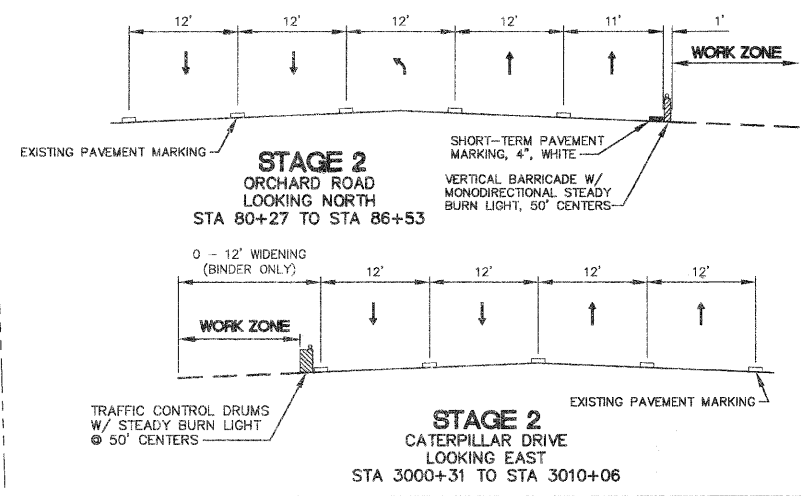 12' 12' 12' 12' 11' 1'
WORK ZONE
EXISTING PAVEMENT MARKING
SHORT-TERM PAVEMENT
MARKING, 4", WHITE
VERTICAL BARRICADE W/
MONODIRECTIONAL STEADY
BURN LIGHT, 50' CENTERS
STAGE 2
ORCHARD ROAD
LOOKING NORTH
STA 80+27 TO STA 86+53
0 - 12' WIDENING
(BINDER ONLY)
12' 12' 12' 12'
WORK ZONE
TRAFFIC CONTROL DRUMS
W/ STEADY BURN LIGHT
@ 50' CENTERS
EXISTING PAVEMENT MARKING
STAGE 2
CATERPILLAR DRIVE
LOOKING EAST
STA 3000+31 TO STA 3010+06